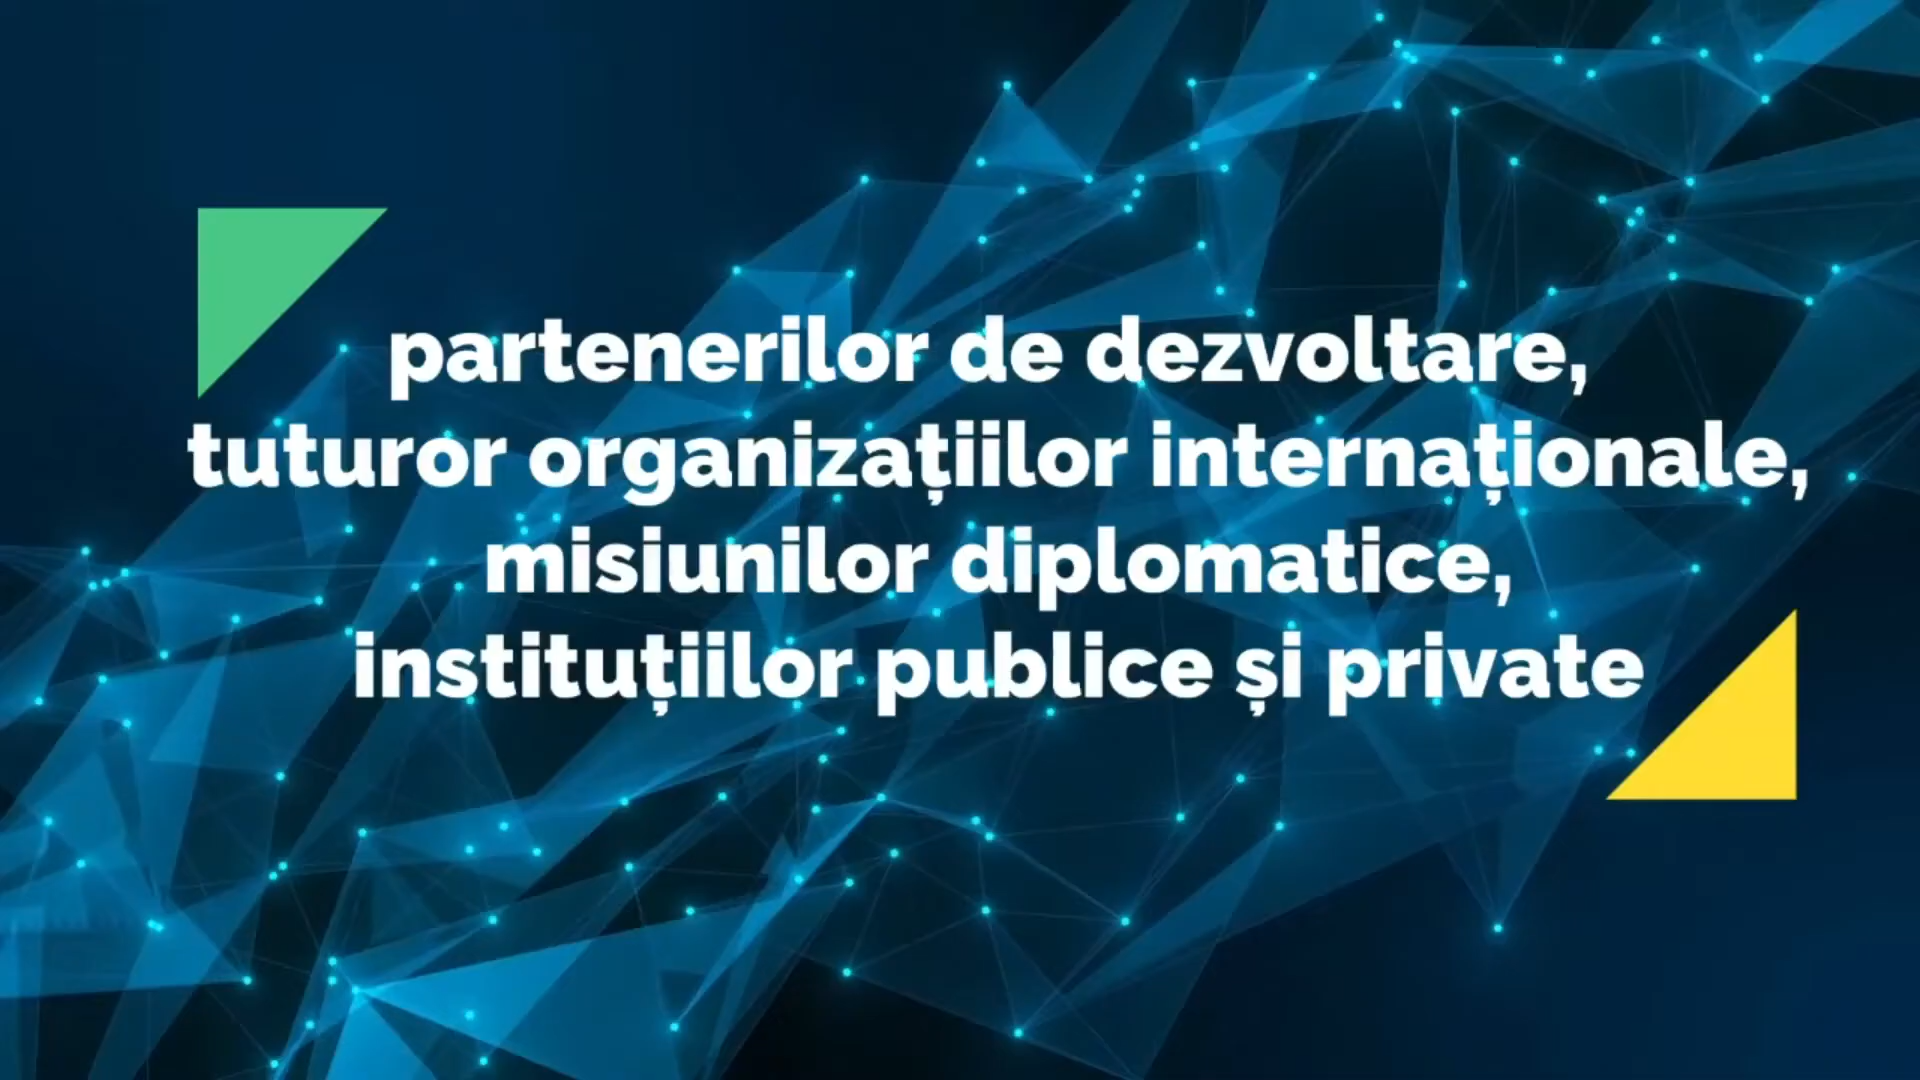 partenerilor de dezvoltare,
tuturor organizațiilor internaționale,
misiunilor diplomatice,
instituțiilor publice și private